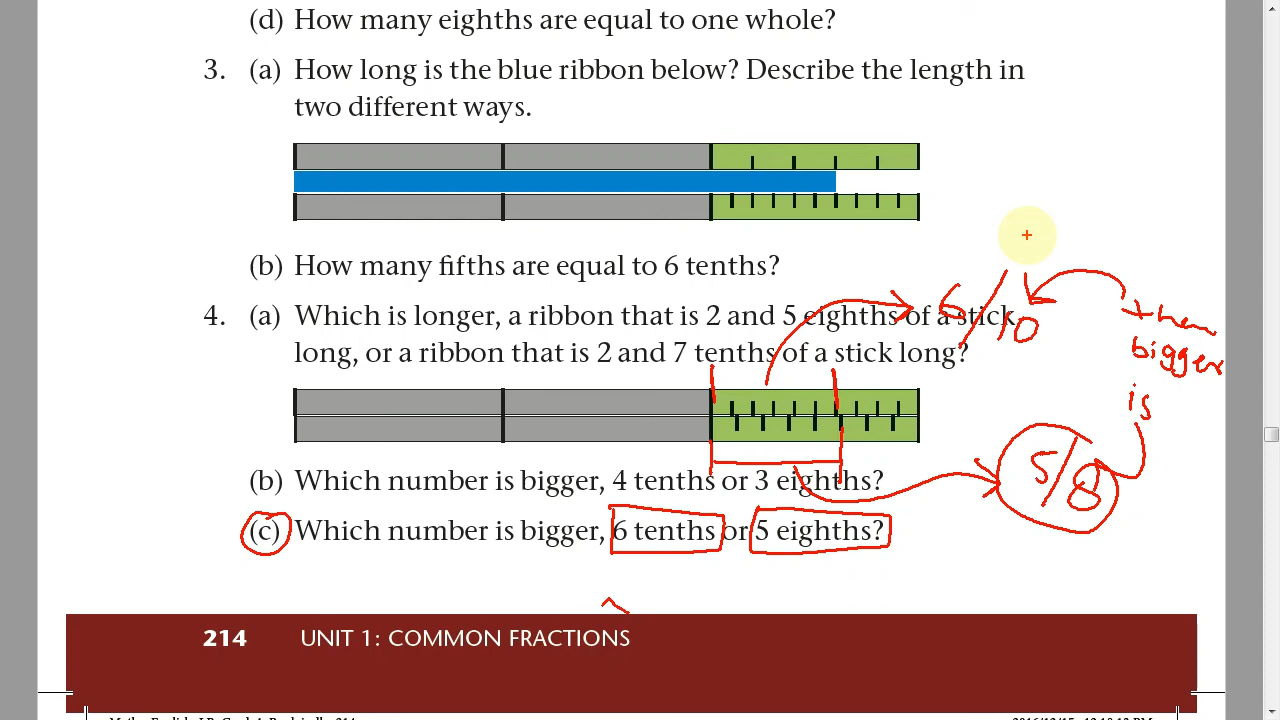 (d) How many eighths are equal to one whole?
3. (a) How long is the blue ribbon below? Describe the length in
two different ways.
(b) How many fifths are equal to 6 tenths?
4. (a) Which is longer, a ribbon that is 2 and 5 eighths of a stick
long, or a ribbon that is 2 and 7 tenths of a stick long?
6/10
then
bigger
is
5/8
(b) Which number is bigger, 4 tenths or 3 eighths?
(c) Which number is bigger, 6 tenths or 5 eighths?
214 UNIT 1: COMMON FRACTIONS